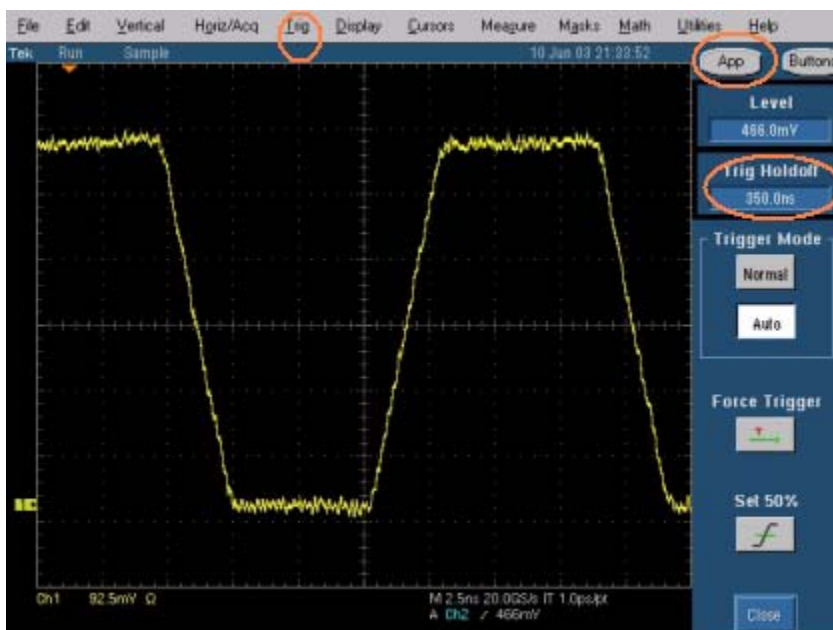 File Edit Vertical Horiz/Acq Trig Display Cursors Measure Masks Math Utilities Help
Tek Run Sample 10 Jun 03 21:33:52
App Buttons
Level
466.0mV
Trig Holdoff
350.0ns
Trigger Mode
Normal
Auto
Force Trigger
T
Set 50%
Close
Ch1 92.5mV Ω M 2.5ns 20.0GS/s IT 1.0ps/pt
A Ch2 466mV